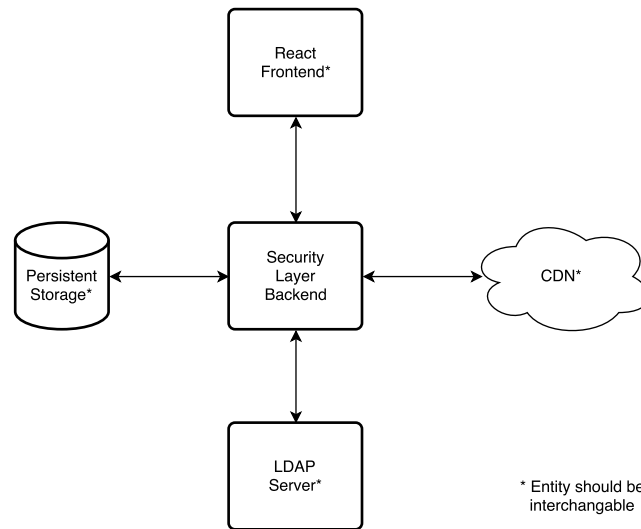 React
Frontend*
Persistent
Storage*
Security
Layer
Backend
CDN*
LDAP
Server*
* Entity should be
interchangable